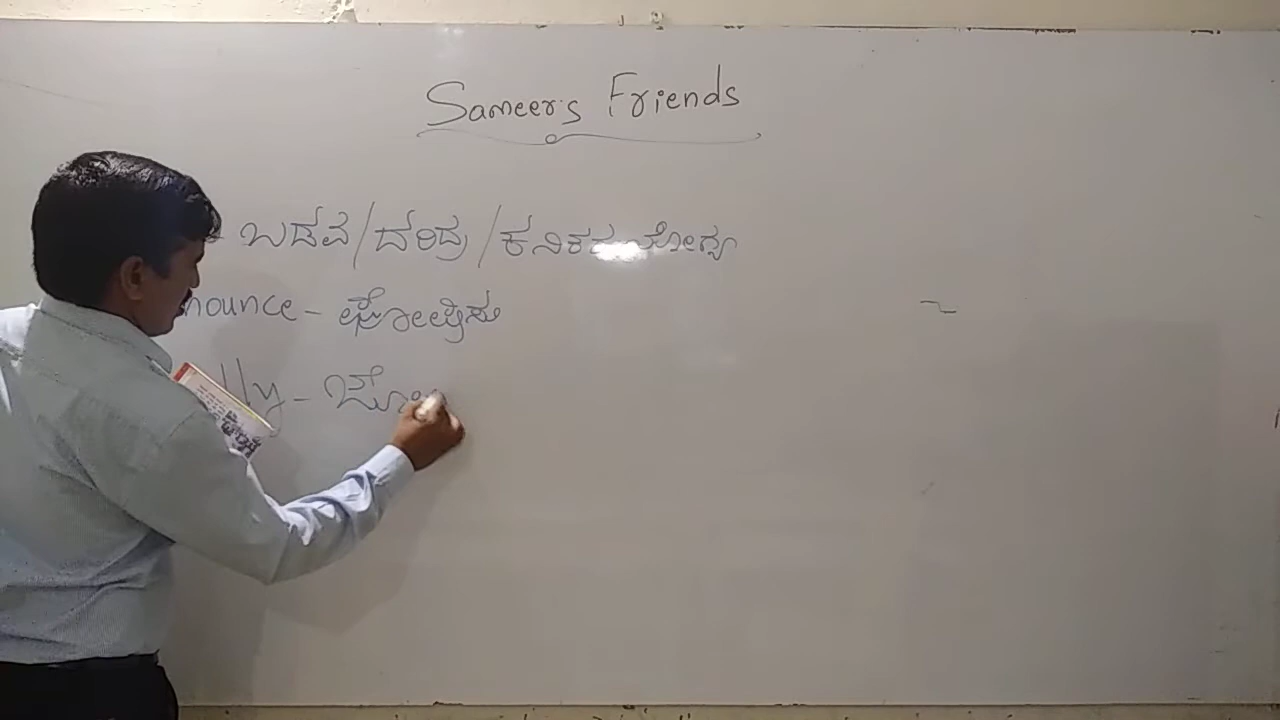 Sameer's Friends
- ಬಡವ/ದರಿದ್ರ/ಕನಿಕರ ಯೋಗ್ಯ
nounce - ಘೋಷಿಸು
lly - ಜೋ